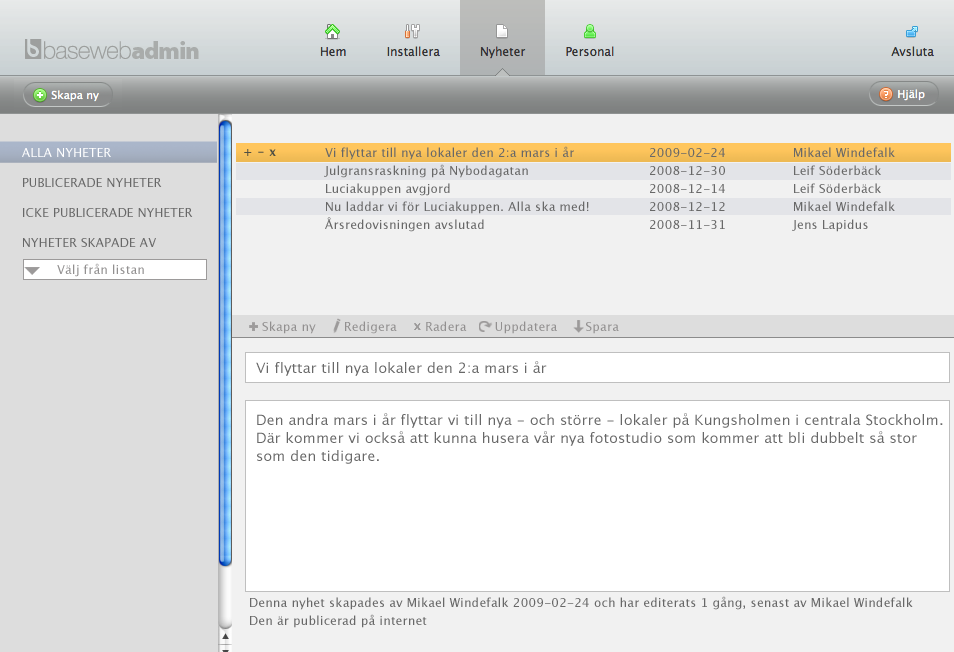 basewebadmin
Hem Installera Nyheter Personal Avsluta
Skapa ny Hjälp
ALLA NYHETER
PUBLICERADE NYHETER
ICKE PUBLICERADE NYHETER
NYHETER SKAPADE AV
Välj från listan
+ - x Vi flyttar till nya lokaler den 2:a mars i år 2009-02-24 Mikael Windefalk
Julgransraskning på Nybodagatan 2008-12-30 Leif Söderbäck
Luciakuppen avgjord 2008-12-14 Leif Söderbäck
Nu laddar vi för Luciakuppen. Alla ska med! 2008-12-12 Mikael Windefalk
Årsredovisningen avslutad 2008-11-31 Jens Lapidus
Skapa ny Redigera x Radera Uppdatera Spara
Vi flyttar till nya lokaler den 2:a mars i år
Den andra mars i år flyttar vi till nya – och större – lokaler på Kungsholmen i centrala Stockholm.
Där kommer vi också att kunna husera vår nya fotostudio som kommer att bli dubbelt så stor
som den tidigare.
Denna nyhet skapades av Mikael Windefalk 2009-02-24 och har editerats 1 gång, senast av Mikael Windefalk
Den är publicerad på internet